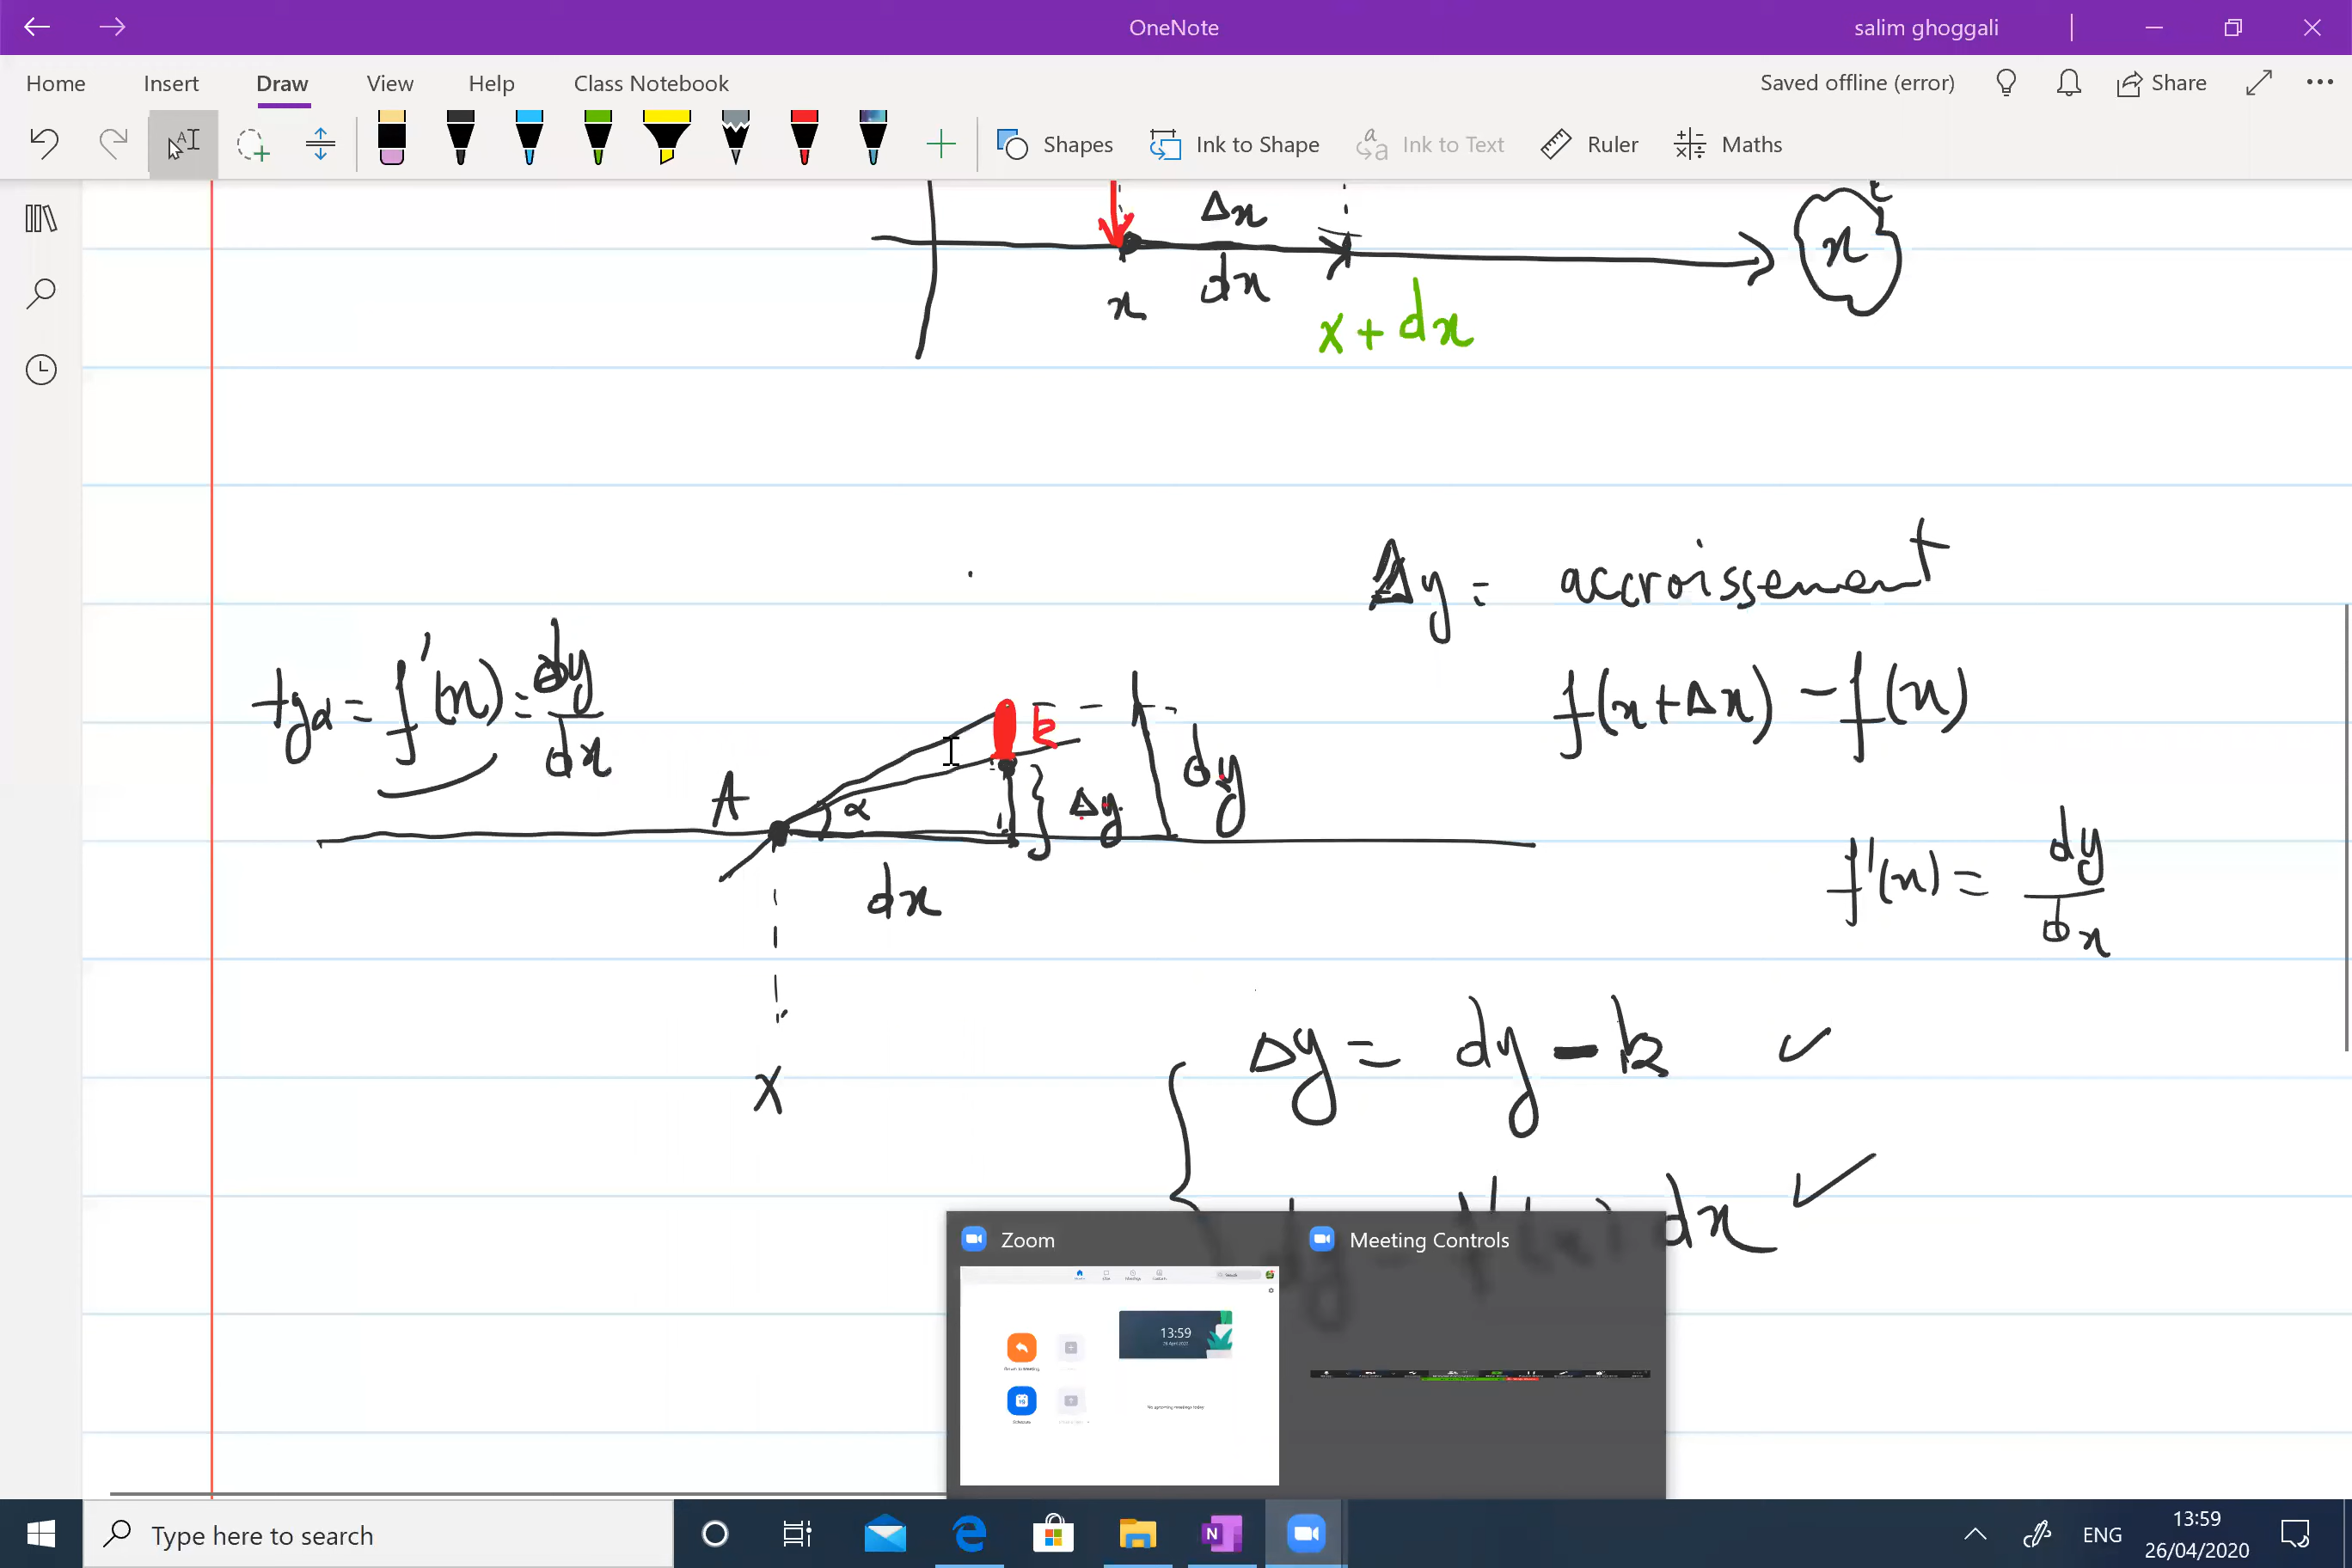 OneNote
salim ghoggali
Home Insert Draw View Help Class Notebook
Saved offline (error) Share
Shapes Ink to Shape Ink to Text Ruler Maths
Δx
x
dx
x
x + dx
Δy = accroissement
f(x+Δx) - f(x)
tgα = f'(x) = dy/dx
k
dy
A
α
Δy
dx
f'(x) = dy/dx
x
Δy = dy - k ✓
dx ✓
Zoom
Meeting Controls
13:59
Type here to search
ENG
13:59
26/04/2020